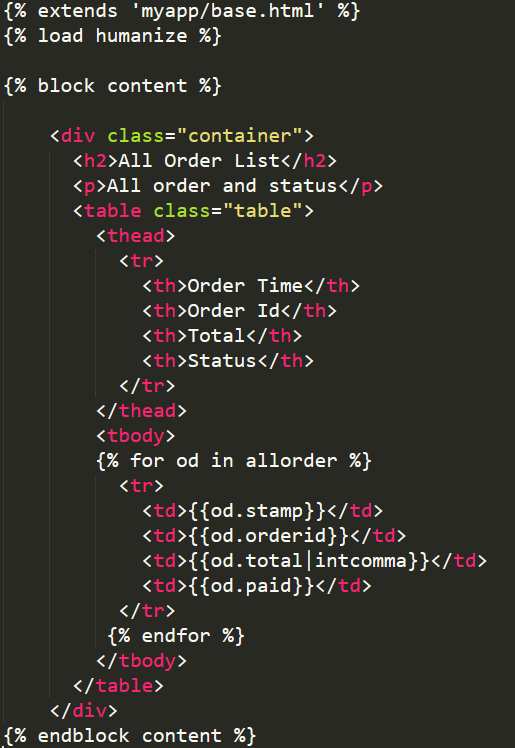 {% extends 'myapp/base.html' %}
{% load humanize %}

{% block content %}

    <div class="container">
      <h2>All Order List</h2>
      <p>All order and status</p>
      <table class="table">
        <thead>
          <tr>
            <th>Order Time</th>
            <th>Order Id</th>
            <th>Total</th>
            <th>Status</th>
          </tr>
        </thead>
        <tbody>
        {% for od in allorder %}
          <tr>
            <td>{{od.stamp}}</td>
            <td>{{od.orderid}}</td>
            <td>{{od.total|intcomma}}</td>
            <td>{{od.paid}}</td>
          </tr>
         {% endfor %}
        </tbody>
      </table>
    </div>
{% endblock content %}